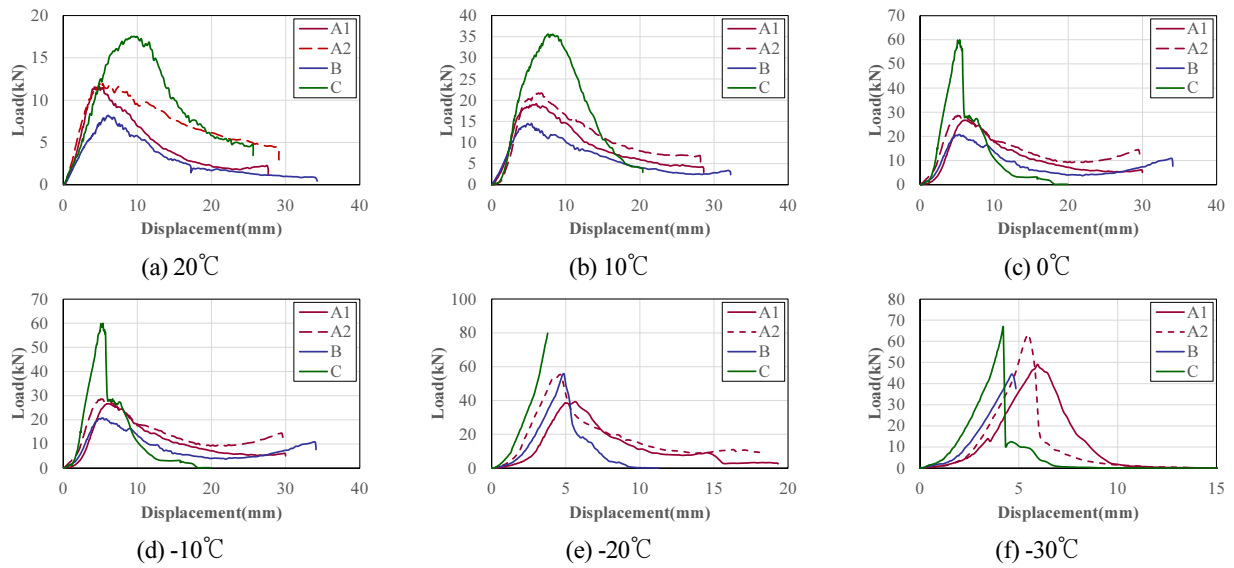 20
15
10
5
0
Load(kN)
0 10 20 30 40
Displacement(mm)
A1
A2
B
C
(a) 20℃
40
35
30
25
20
15
10
5
0
Load(kN)
0 10 20 30 40
Displacement(mm)
A1
A2
B
C
(b) 10℃
70
60
50
40
30
20
10
0
Load(kN)
0 10 20 30 40
Displacement(mm)
A1
A2
B
C
(c) 0℃
70
60
50
40
30
20
10
0
Load(kN)
0 10 20 30 40
Displacement(mm)
A1
A2
B
C
(d) -10℃
100
80
60
40
20
0
Load(kN)
0 5 10 15 20
Displacement(mm)
A1
A2
B
C
(e) -20℃
80
70
60
50
40
30
20
10
0
Load(kN)
0 5 10 15
Displacement(mm)
A1
A2
B
C
(f) -30℃